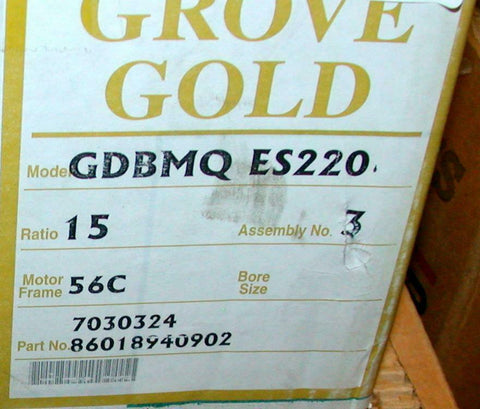 GROVE
GOLD
Model GDBMQ ES220
Ratio 15 Assembly No. 3
Motor Frame 56C Bore Size
7030324
Part No. 86018940902